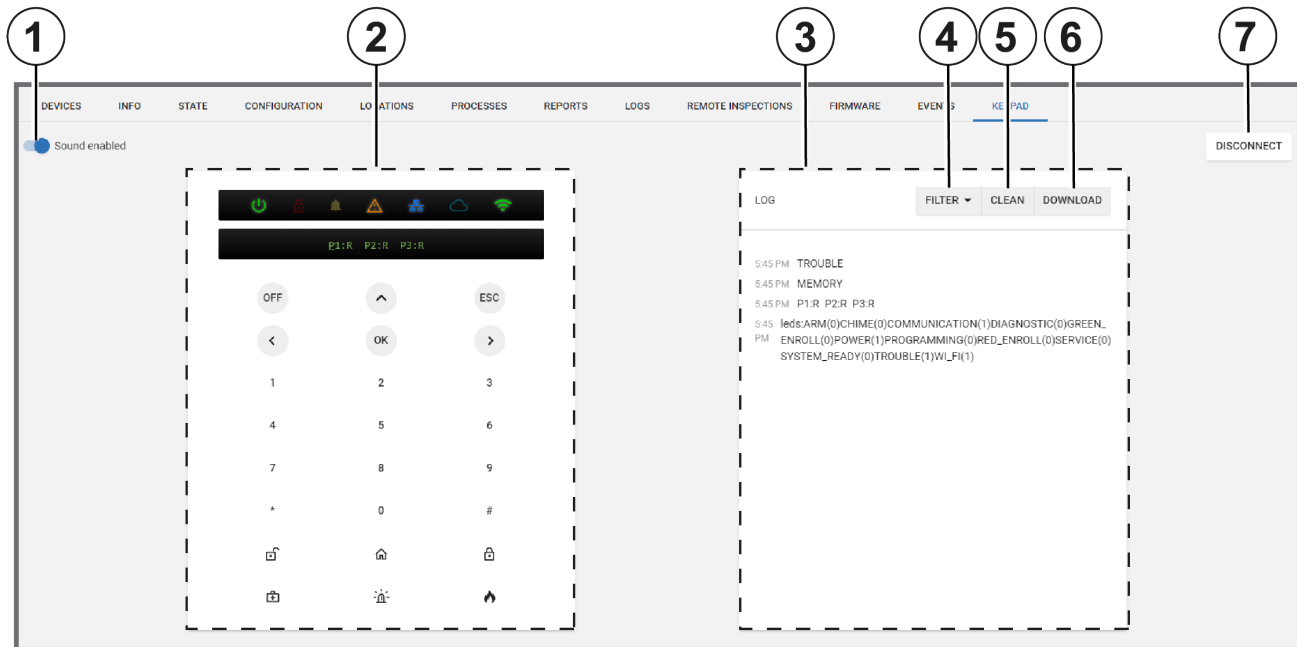 1 2 3 4 5 6 7
DEVICES INFO STATE CONFIGURATION LOCATIONS PROCESSES REPORTS LOGS REMOTE INSPECTIONS FIRMWARE EVENTS KEYPAD
Sound enabled
DISCONNECT
P1:R P2:R P3:R
OFF ESC
OK
1 2 3
4 5 6
7 8 9
* 0 #
LOG FILTER CLEAN DOWNLOAD
5:45 PM TROUBLE
5:45 PM MEMORY
5:45 PM P1:R P2:R P3:R
5:45 PM leds:ARM(0)CHIME(0)COMMUNICATION(1)DIAGNOSTIC(0)GREEN_
ENROLL(0)POWER(1)PROGRAMMING(0)RED_ENROLL(0)SERVICE(0)
SYSTEM_READY(0)TROUBLE(1)WI_FI(1)